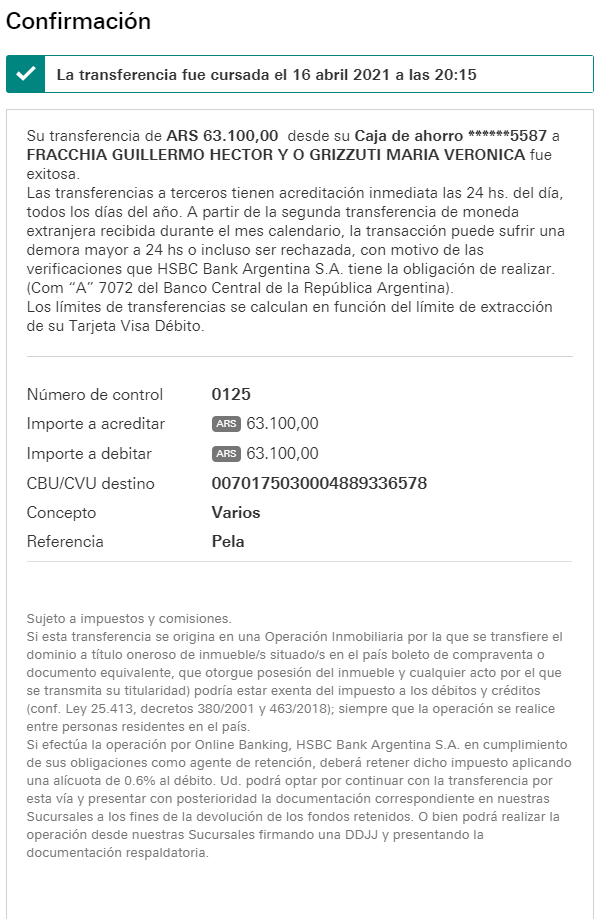 Confirmación
La transferencia fue cursada el 16 abril 2021 a las 20:15
Su transferencia de ARS 63.100,00 desde su Caja de ahorro ******5587 a
FRACCHIA GUILLERMO HECTOR Y O GRIZZUTI MARIA VERONICA fue
exitosa.
Las transferencias a terceros tienen acreditación inmediata las 24 hs. del día,
todos los días del año. A partir de la segunda transferencia de moneda
extranjera recibida durante el mes calendario, la transacción puede sufrir una
demora mayor a 24 hs o incluso ser rechazada, con motivo de las
verificaciones que HSBC Bank Argentina S.A. tiene la obligación de realizar.
(Com “A” 7072 del Banco Central de la República Argentina).
Los límites de transferencias se calculan en función del límite de extracción
de su Tarjeta Visa Débito.
Número de control 0125
Importe a acreditar ARS 63.100,00
Importe a debitar ARS 63.100,00
CBU/CVU destino 0070175030004889336578
Concepto Varios
Referencia Pela
Sujeto a impuestos y comisiones.
Si esta transferencia se origina en una Operación Inmobiliaria por la que se transfiere el
dominio a título oneroso de inmueble/s situado/s en el país boleto de compraventa o
documento equivalente, que otorgue posesión del inmueble y cualquier acto por el que
se transmita su titularidad) podría estar exenta del impuesto a los débitos y créditos
(conf. Ley 25.413, decretos 380/2001 y 463/2018); siempre que la operación se realice
entre personas residentes en el país.
Si efectúa la operación por Online Banking, HSBC Bank Argentina S.A. en cumplimiento
de sus obligaciones como agente de retención, deberá retener dicho impuesto aplicando
una alícuota de 0.6% al débito. Ud. podrá optar por continuar con la transferencia por
esta vía y presentar con posterioridad la documentación correspondiente en nuestras
Sucursales a los fines de la devolución de los fondos retenidos. O bien podrá realizar la
operación desde nuestras Sucursales firmando una DDJJ y presentando la
documentación respaldatoria.